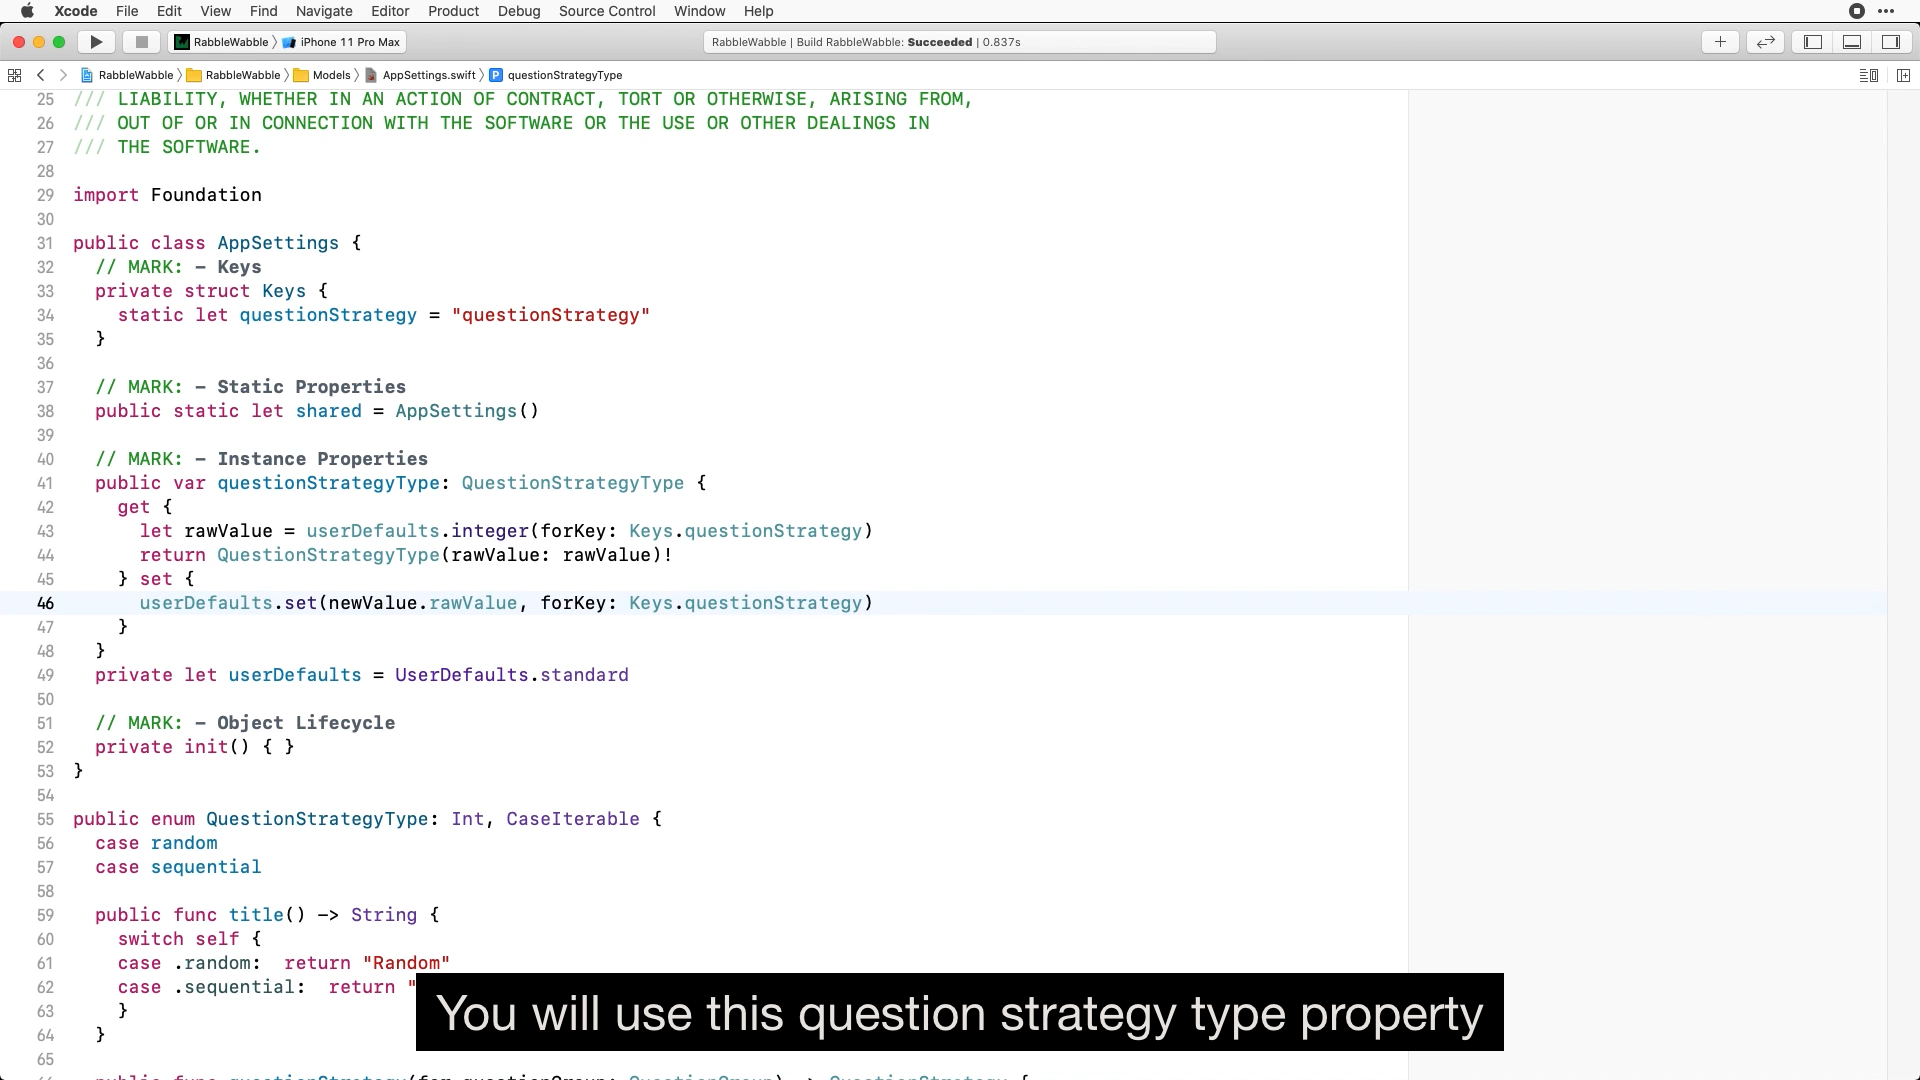 Xcode File Edit View Find Navigate Editor Product Debug Source Control Window Help
RabbleWabble iPhone 11 Pro Max RabbleWabble | Build RabbleWabble: Succeeded | 0.837s
RabbleWabble RabbleWabble Models AppSettings.swift P questionStrategyType
25 /// LIABILITY, WHETHER IN AN ACTION OF CONTRACT, TORT OR OTHERWISE, ARISING FROM,
26 /// OUT OF OR IN CONNECTION WITH THE SOFTWARE OR THE USE OR OTHER DEALINGS IN
27 /// THE SOFTWARE.
28
29 import Foundation
30
31 public class AppSettings {
32 // MARK: - Keys
33 private struct Keys {
34 static let questionStrategy = "questionStrategy"
35 }
36
37 // MARK: - Static Properties
38 public static let shared = AppSettings()
39
40 // MARK: - Instance Properties
41 public var questionStrategyType: QuestionStrategyType {
42 get {
43 let rawValue = userDefaults.integer(forKey: Keys.questionStrategy)
44 return QuestionStrategyType(rawValue: rawValue)!
45 } set {
46 userDefaults.set(newValue.rawValue, forKey: Keys.questionStrategy)
47 }
48 }
49 private let userDefaults = UserDefaults.standard
50
51 // MARK: - Object Lifecycle
52 private init() { }
53 }
54
55 public enum QuestionStrategyType: Int, CaseIterable {
56 case random
57 case sequential
58
59 public func title() -> String {
60 switch self {
61 case .random: return "Random"
62 case .sequential: return "
63 }
64 }
65
You will use this question strategy type property